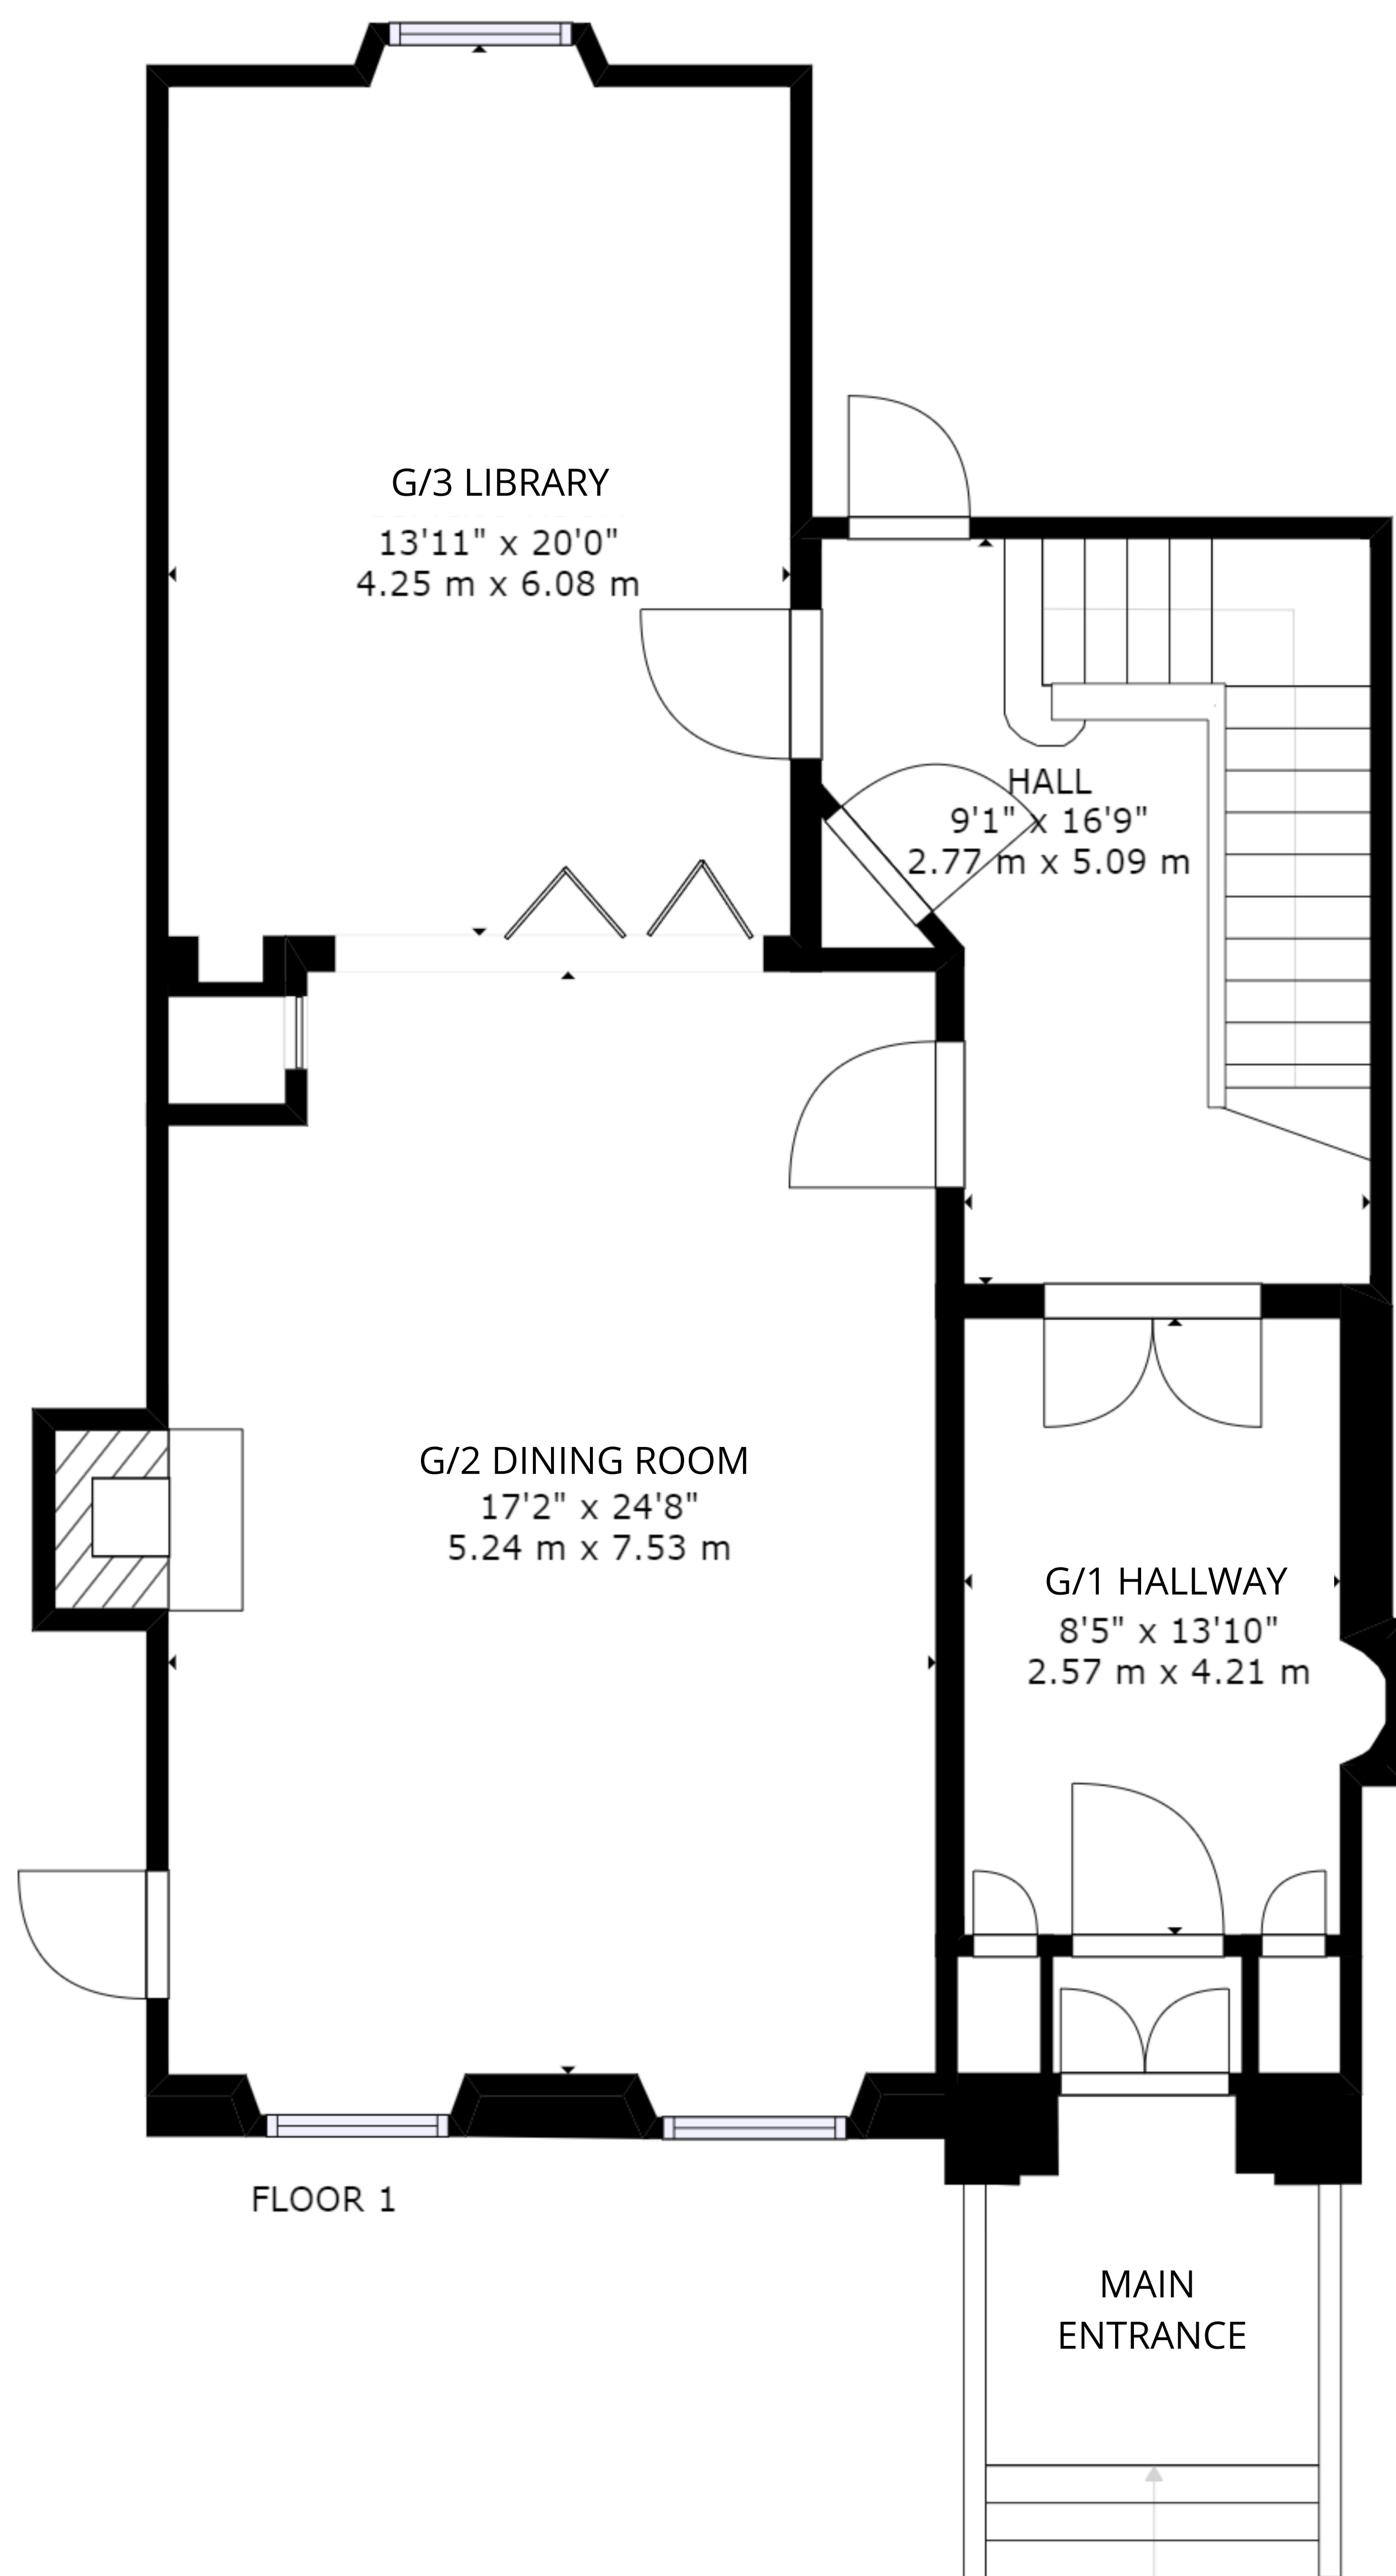 G/3 LIBRARY
13'11" x 20'0"
4.25 m x 6.08 m
HALL
9'1" x 16'9"
2.77 m x 5.09 m
G/2 DINING ROOM
17'2" x 24'8"
5.24 m x 7.53 m
G/1 HALLWAY
8'5" x 13'10"
2.57 m x 4.21 m
FLOOR 1
MAIN
ENTRANCE